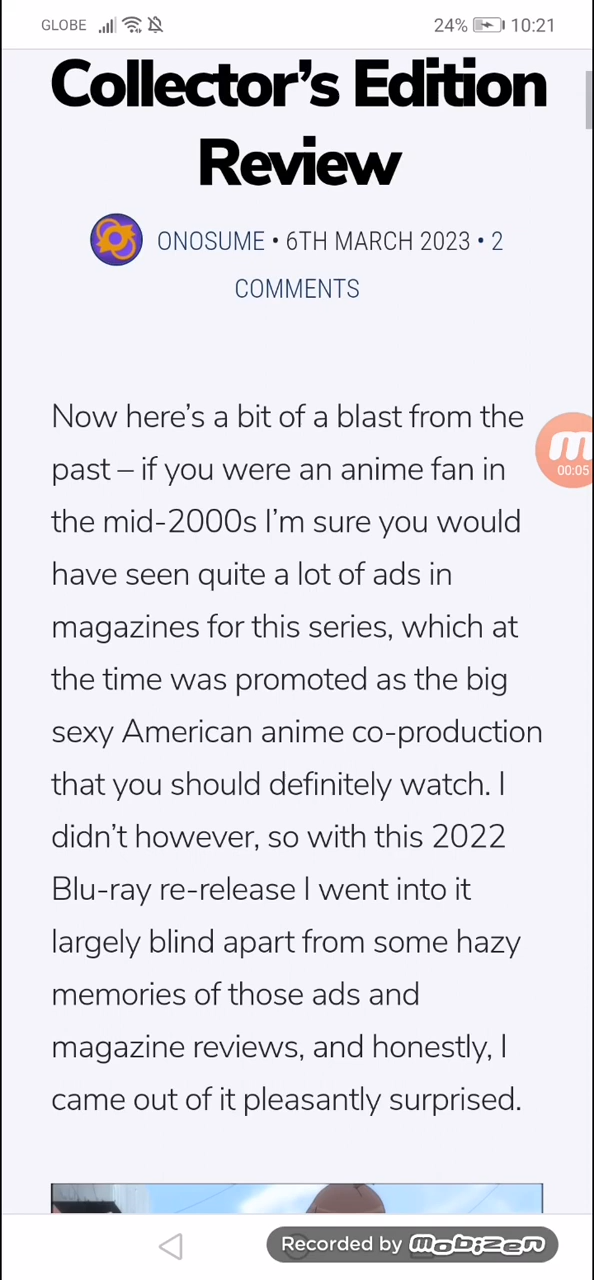 GLOBE 24% 10:21
Collector's Edition
Review
ONOSUME • 6TH MARCH 2023 • 2
COMMENTS
Now here's a bit of a blast from the
past – if you were an anime fan in
the mid-2000s I'm sure you would
have seen quite a lot of ads in
magazines for this series, which at
the time was promoted as the big
sexy American anime co-production
that you should definitely watch. I
didn't however, so with this 2022
Blu-ray re-release I went into it
largely blind apart from some hazy
memories of those ads and
magazine reviews, and honestly, I
came out of it pleasantly surprised.
m
00:05
Recorded by mobizen